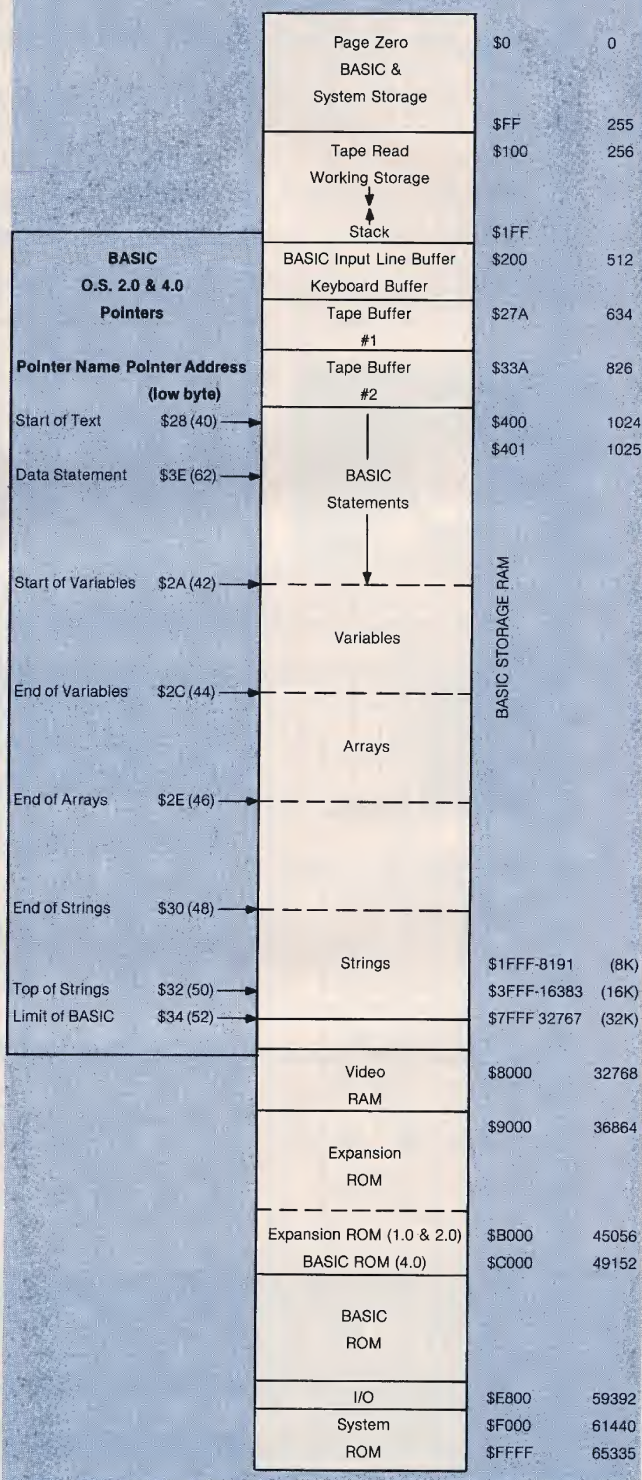 Page Zero $0 0
BASIC &
System Storage
$FF 255
Tape Read $100 256
Working Storage
Stack $1FF
BASIC Input Line Buffer $200 512
Keyboard Buffer
Tape Buffer $27A 634
#1
Tape Buffer $33A 826
#2
BASIC
O.S. 2.0 & 4.0
Pointers
Pointer Name Pointer Address
(low byte)
Start of Text $28 (40) $400 1024
$401 1025
Data Statement $3E (62) BASIC
Statements
Start of Variables $2A (42)
Variables
BASIC STORAGE RAM
End of Variables $2C (44)
Arrays
End of Arrays $2E (46)
End of Strings $30 (48)
Strings $1FFF-8191 (8K)
Top of Strings $32 (50) $3FFF-16383 (16K)
Limit of BASIC $34 (52) $7FFF 32767 (32K)
Video $8000 32768
RAM
$9000 36864
Expansion
ROM
Expansion ROM (1.0 & 2.0) $B000 45056
BASIC ROM (4.0) $C000 49152
BASIC
ROM
I/O $E800 59392
System $F000 61440
ROM $FFFF 65335